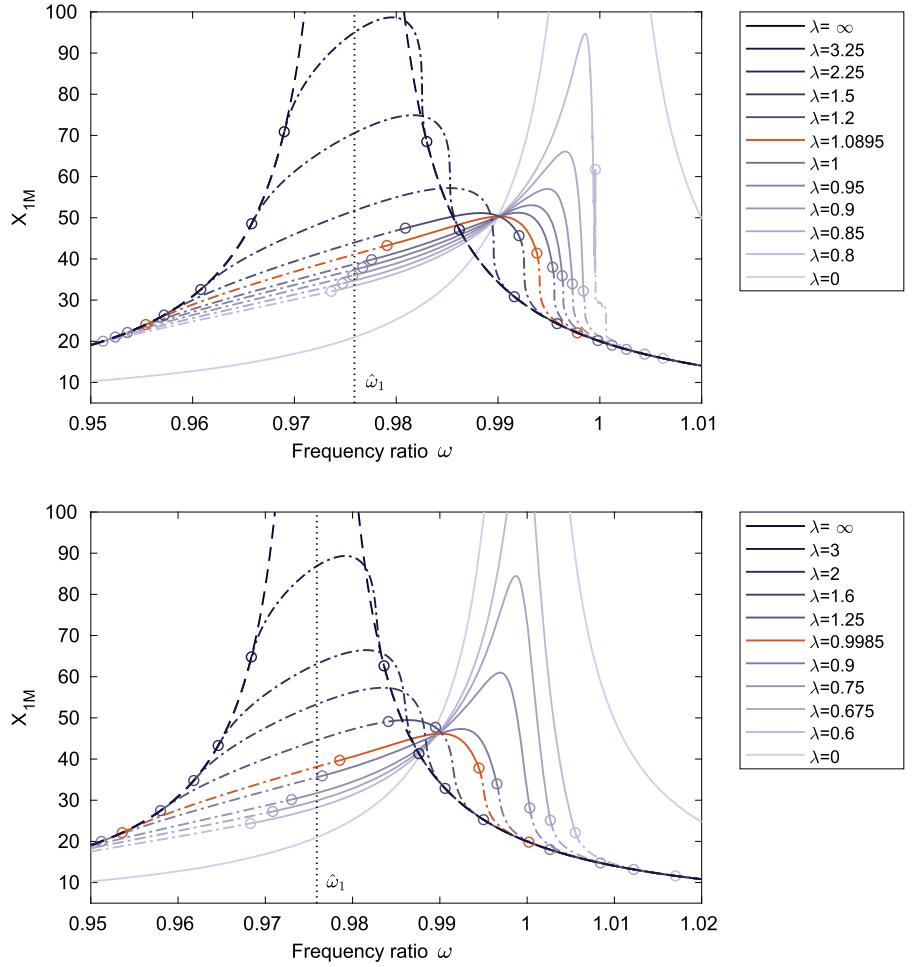 100
90
80
70
60
50
40
30
20
10
X1M
0.95 0.96 0.97 0.98 0.99 1 1.01
Frequency ratio ω
ω̂1
λ= ∞
λ=3.25
λ=2.25
λ=1.5
λ=1.2
λ=1.0895
λ=1
λ=0.95
λ=0.9
λ=0.85
λ=0.8
λ=0
100
90
80
70
60
50
40
30
20
10
X1M
0.95 0.96 0.97 0.98 0.99 1 1.01 1.02
Frequency ratio ω
ω̂1
λ= ∞
λ=3
λ=2
λ=1.6
λ=1.25
λ=0.9985
λ=0.9
λ=0.75
λ=0.675
λ=0.6
λ=0